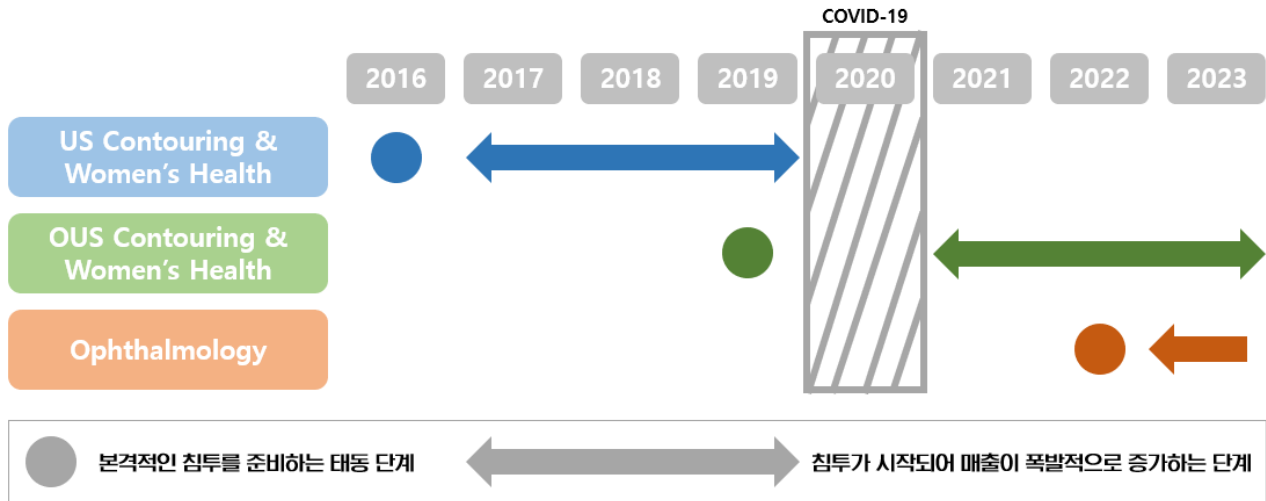 COVID-19
2016 2017 2018 2019 2020 2021 2022 2023
US Contouring &
Women's Health
OUS Contouring &
Women's Health
Ophthalmology
본격적인 침투를 준비하는 태동 단계
침투가 시작되어 매출이 폭발적으로 증가하는 단계